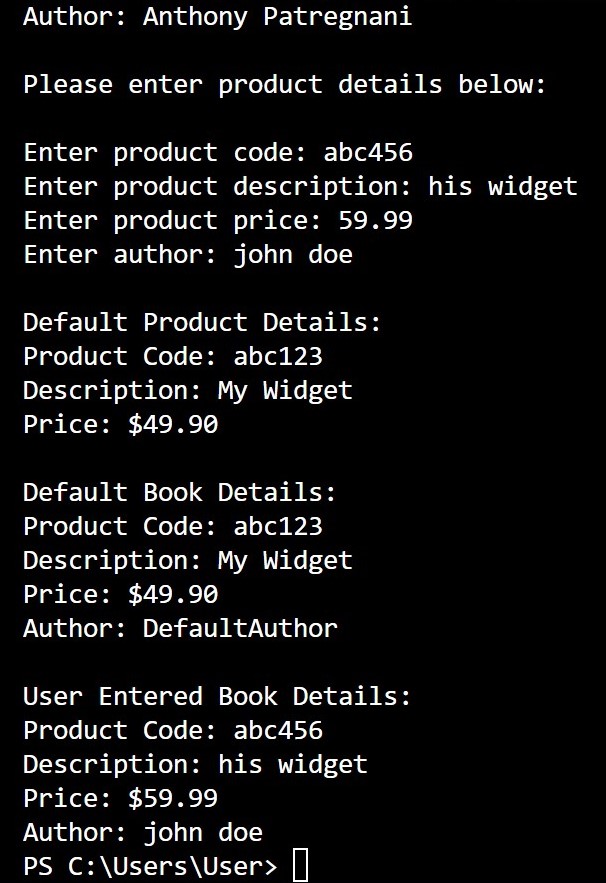 Author: Anthony Patregnani
Please enter product details below:
Enter product code: abc456
Enter product description: his widget
Enter product price: 59.99
Enter author: john doe
Default Product Details:
Product Code: abc123
Description: My Widget
Price: $49.90
Default Book Details:
Product Code: abc123
Description: My Widget
Price: $49.90
Author: DefaultAuthor
User Entered Book Details:
Product Code: abc456
Description: his widget
Price: $59.99
Author: john doe
PS C:\Users\User>